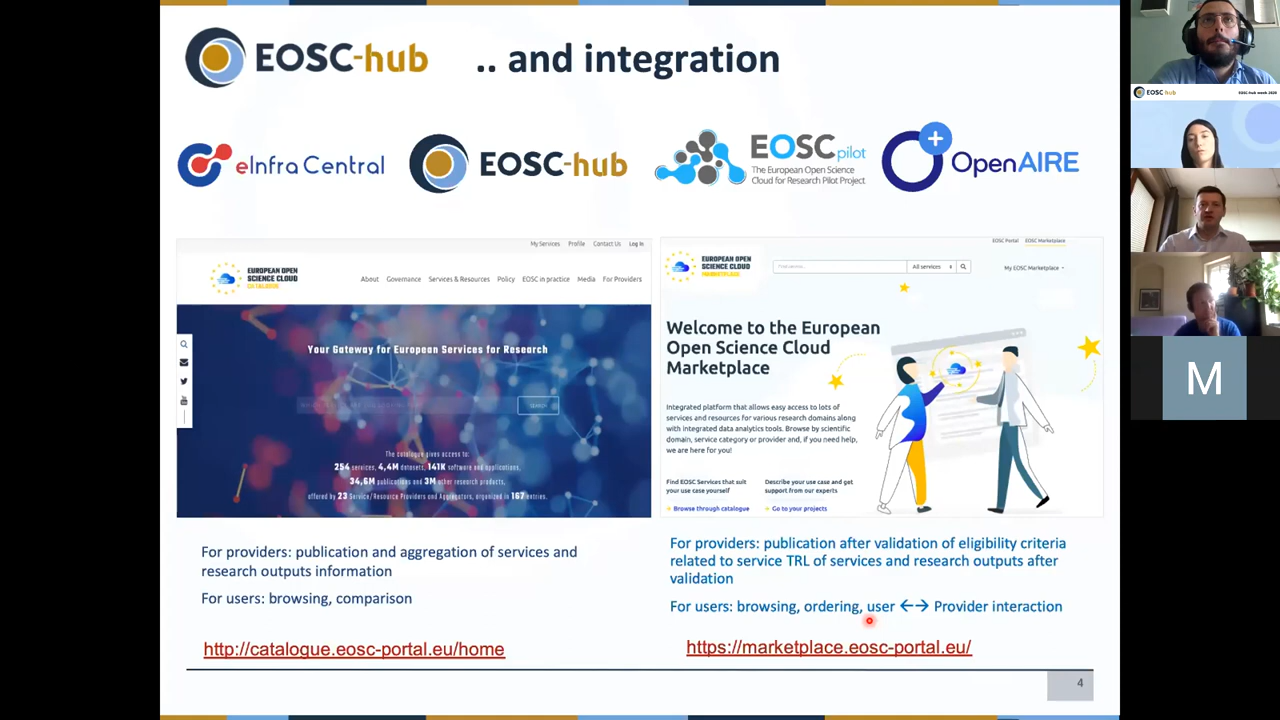 EOSC-hub
.. and integration
eInfra Central
EOSC-hub
EOSCpilot
The European Open Science
Cloud for Research Pilot Project
OpenAIRE
My Services Profile Contact Us Log In
EUROPEAN OPEN
SCIENCE CLOUD
CATALOGUE
About Governance Services & Resources Policy EOSC in practice Media For Providers
Your Gateway for European Services for Research
SEARCH
The catalogue gives access to:
254 services, 4,4M datasets, 141K software and applications,
34,6M publications and 3M other research products,
offered by 23 Service/Resource Providers and Aggregators, organized in 167 entries.
EOSC Portal EOSC Marketplace
EUROPEAN OPEN
SCIENCE CLOUD
MARKETPLACE
All services
My EOSC Marketplace
Welcome to the European
Open Science Cloud
Marketplace
Integrated platform that allows easy access to lots of
services and resources for various research domains along
with integrated data analytics tools. Browse by scientific
domain, service category or provider and, if you need help,
we are here for you!
Find EOSC Services that suit
your use case yourself
Browse through catalogue
Describe your use case and get
support from our experts
Go to your projects
For providers: publication and aggregation of services and
research outputs information
For users: browsing, comparison
http://catalogue.eosc-portal.eu/home
For providers: publication after validation of eligibility criteria
related to service TRL of services and research outputs after
validation
For users: browsing, ordering, user ←→ Provider interaction
https://marketplace.eosc-portal.eu/
4
EOSC-hub
EOSC-hub week 2020
M